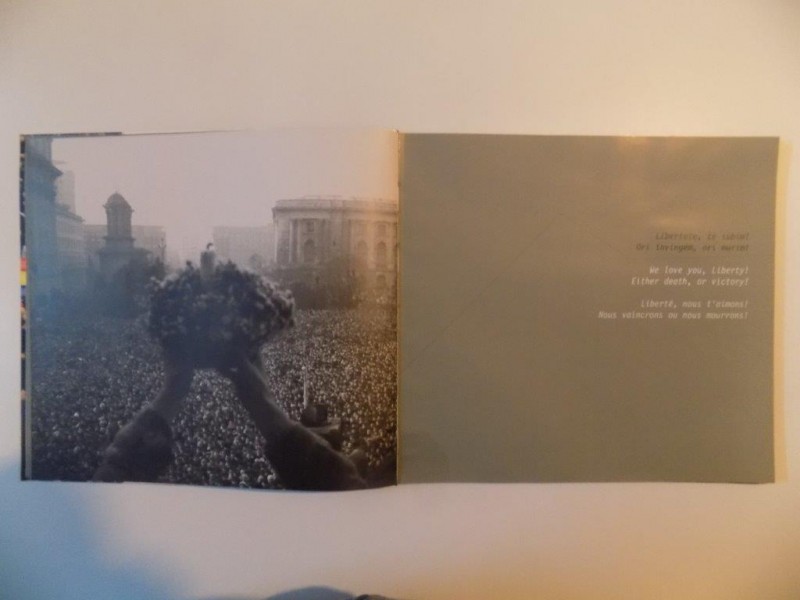 Libertate, te iubim!
Ori învingem, ori murim!
We love you, Liberty!
Either death, or victory!
Liberté, nous t'aimons!
Nous vaincrons ou nous mourrons!